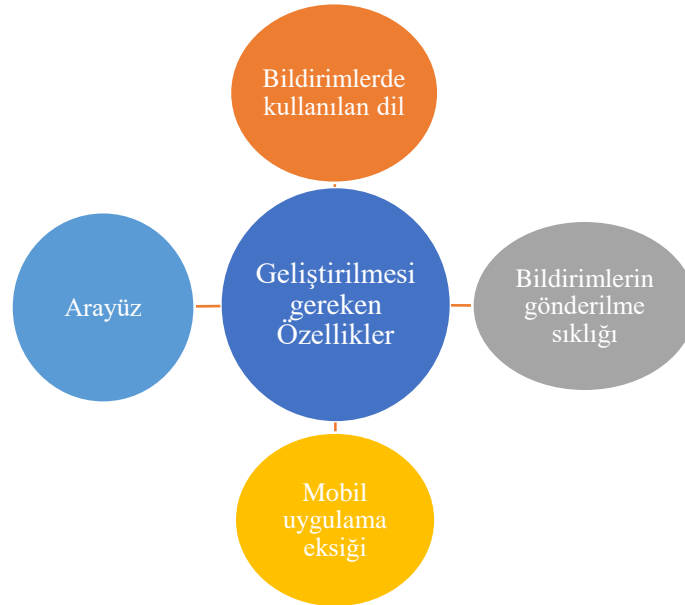 Bildirimlerde
kullanılan dil
Geliştirilmesi
gereken
Özellikler
Arayüz
Bildirimlerin
gönderilme
sıklığı
Mobil
uygulama
eksiği